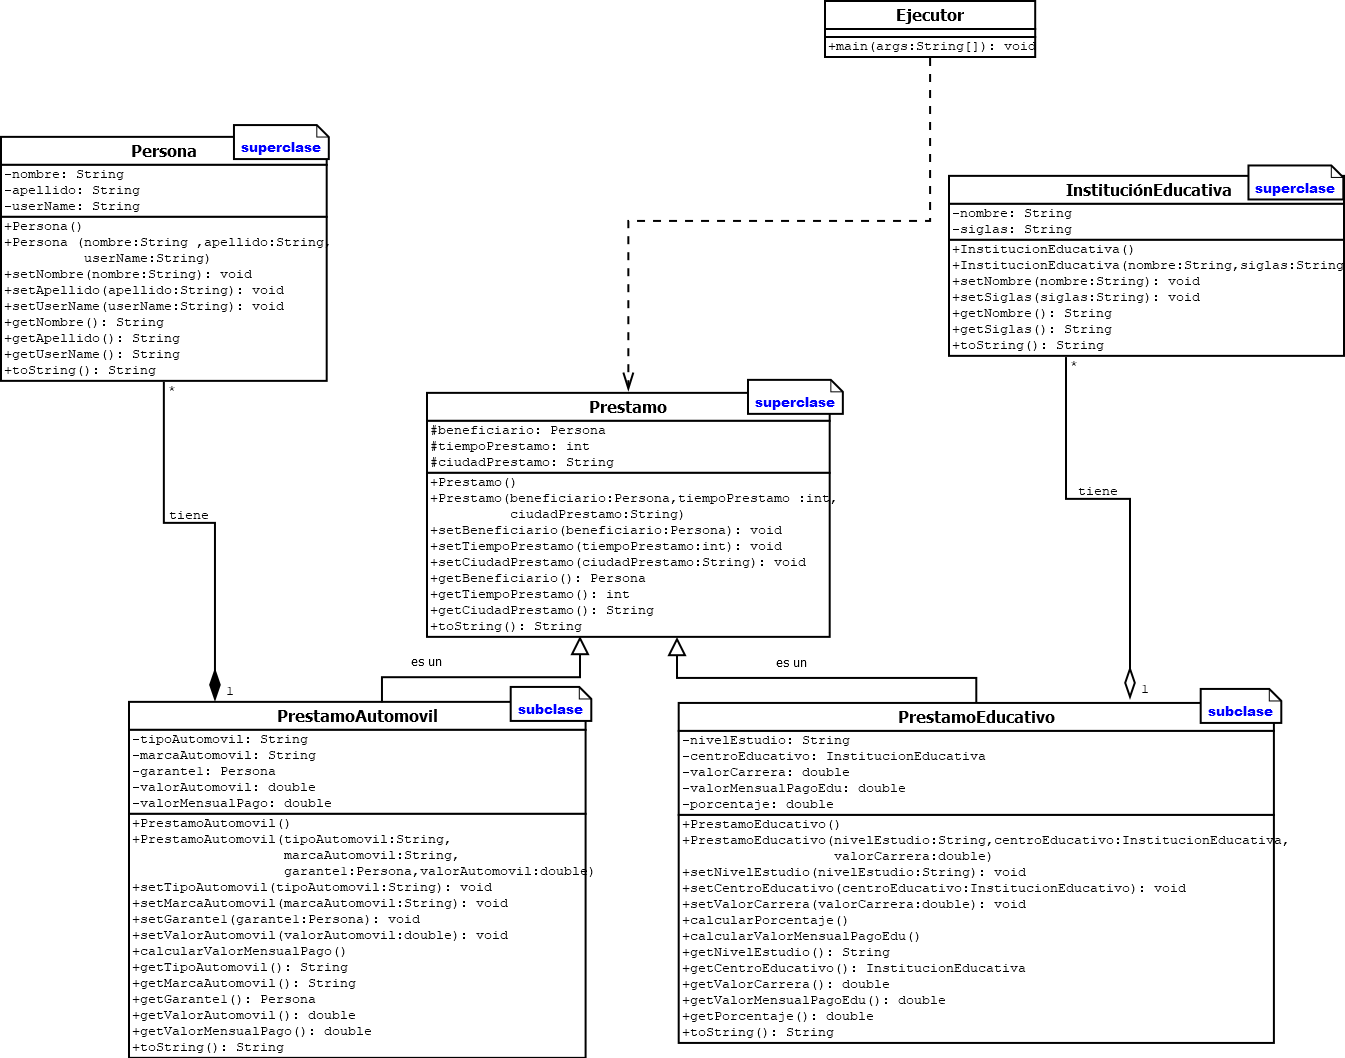 Ejecutor
+main(args:String[]): void
Persona
superclase
-nombre: String
-apellido: String
-userName: String
+Persona()
+Persona (nombre:String ,apellido:String,
userName:String)
+setNombre(nombre:String): void
+setApellido(apellido:String): void
+setUserName(userName:String): void
+getNombre(): String
+getApellido(): String
+getUserName(): String
+toString(): String
*
tiene
1
InstituciónEducativa
superclase
-nombre: String
-siglas: String
+InstitucionEducativa()
+InstitucionEducativa(nombre:String,siglas:String
+setNombre(nombre:String): void
+setSiglas(siglas:String): void
+getNombre(): String
+getSiglas(): String
+toString(): String
*
tiene
1
Prestamo
superclase
#beneficiario: Persona
#tiempoPrestamo: int
#ciudadPrestamo: String
+Prestamo()
+Prestamo(beneficiario:Persona,tiempoPrestamo :int,
ciudadPrestamo:String)
+setBeneficiario(beneficiario:Persona): void
+setTiempoPrestamo(tiempoPrestamo:int): void
+setCiudadPrestamo(ciudadPrestamo:String): void
+getBeneficiario(): Persona
+getTiempoPrestamo(): int
+getCiudadPrestamo(): String
+toString(): String
es un
es un
PrestamoAutomovil
subclase
-tipoAutomovil: String
-marcaAutomovil: String
-garante1: Persona
-valorAutomovil: double
-valorMensualPago: double
+PrestamoAutomovil()
+PrestamoAutomovil(tipoAutomovil:String,
marcaAutomovil:String,
garante1:Persona,valorAutomovil:double)
+setTipoAutomovil(tipoAutomovil:String): void
+setMarcaAutomovil(marcaAutomovil:String): void
+setGarante1(garante1:Persona): void
+setValorAutomovil(valorAutomovil:double): void
+calcularValorMensualPago()
+getTipoAutomovil(): String
+getMarcaAutomovil(): String
+getGarante1(): Persona
+getValorAutomovil(): double
+getValorMensualPago(): double
+toString(): String
PrestamoEducativo
subclase
-nivelEstudio: String
-centroEducativo: InstitucionEducativa
-valorCarrera: double
-valorMensualPagoEdu: double
-porcentaje: double
+PrestamoEducativo()
+PrestamoEducativo(nivelEstudio:String,centroEducativo:InstitucionEducativa,
valorCarrera:double)
+setNivelEstudio(nivelEstudio:String): void
+setCentroEducativo(centroEducativo:InstitucionEducativo): void
+setValorCarrera(valorCarrera:double): void
+calcularPorcentaje()
+calcularValorMensualPagoEdu()
+getNivelEstudio(): String
+getCentroEducativo(): InstitucionEducativa
+getValorCarrera(): double
+getValorMensualPagoEdu(): double
+getPorcentaje(): double
+toString(): String